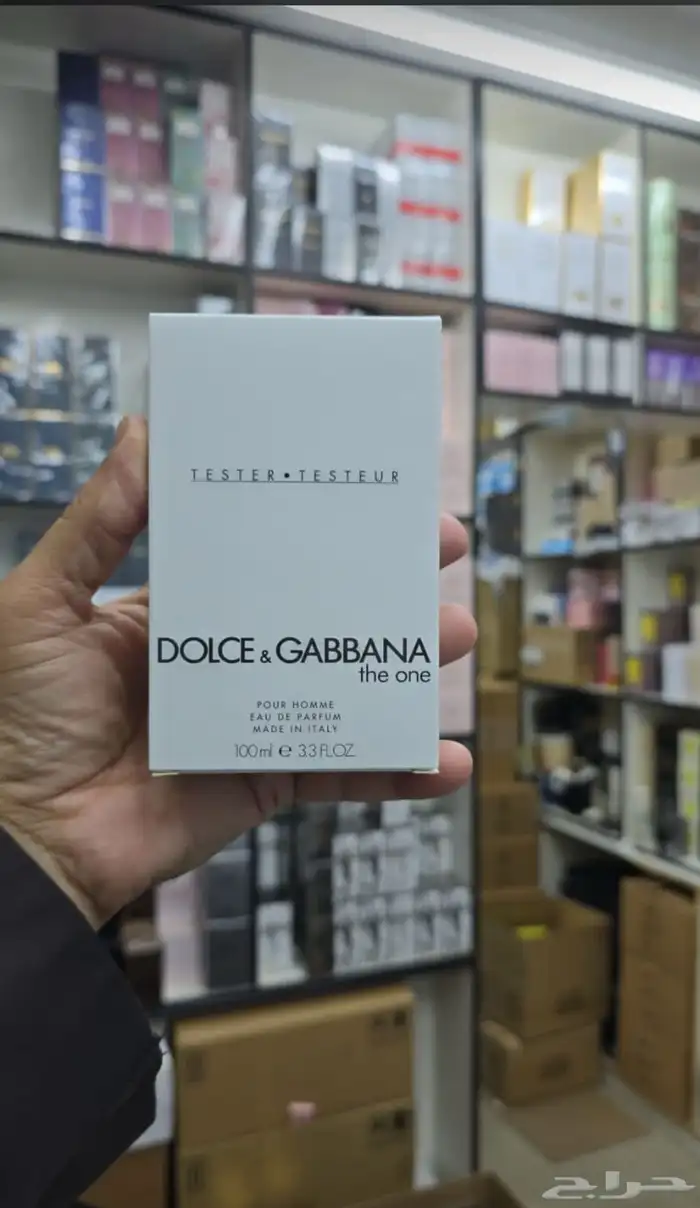 TESTER • TESTEUR
DOLCE & GABBANA
the one
POUR HOMME
EAU DE PARFUM
MADE IN ITALY
100 ml ℮ 3.3 FL.OZ.
حراج